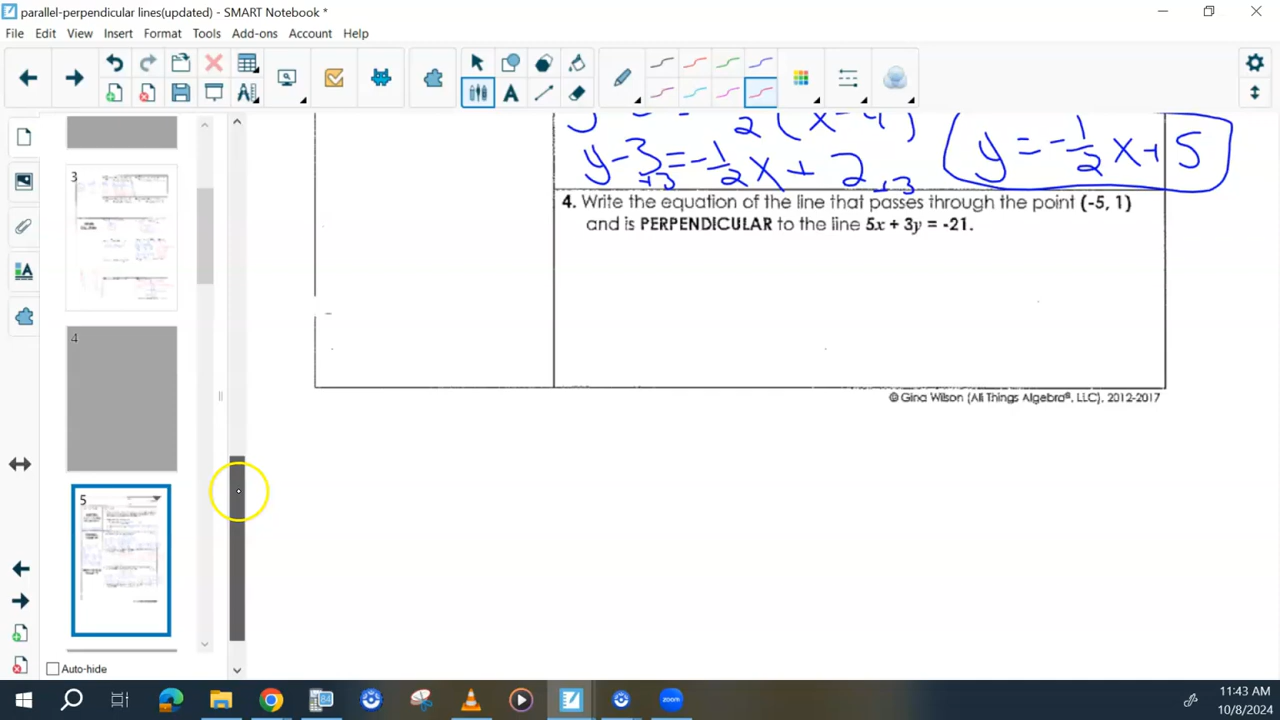 parallel-perpendicular lines(updated) - SMART Notebook *
File Edit View Insert Format Tools Add-ons Account Help
3
4
5
y-3=-1/2x+2
+3 +3
y=-1/2x+5
4. Write the equation of the line that passes through the point (-5, 1)
and is PERPENDICULAR to the line 5x + 3y = -21.
© Gina Wilson (All Things Algebra®, LLC), 2012-2017
Auto-hide
zoom
11:43 AM
10/8/2024